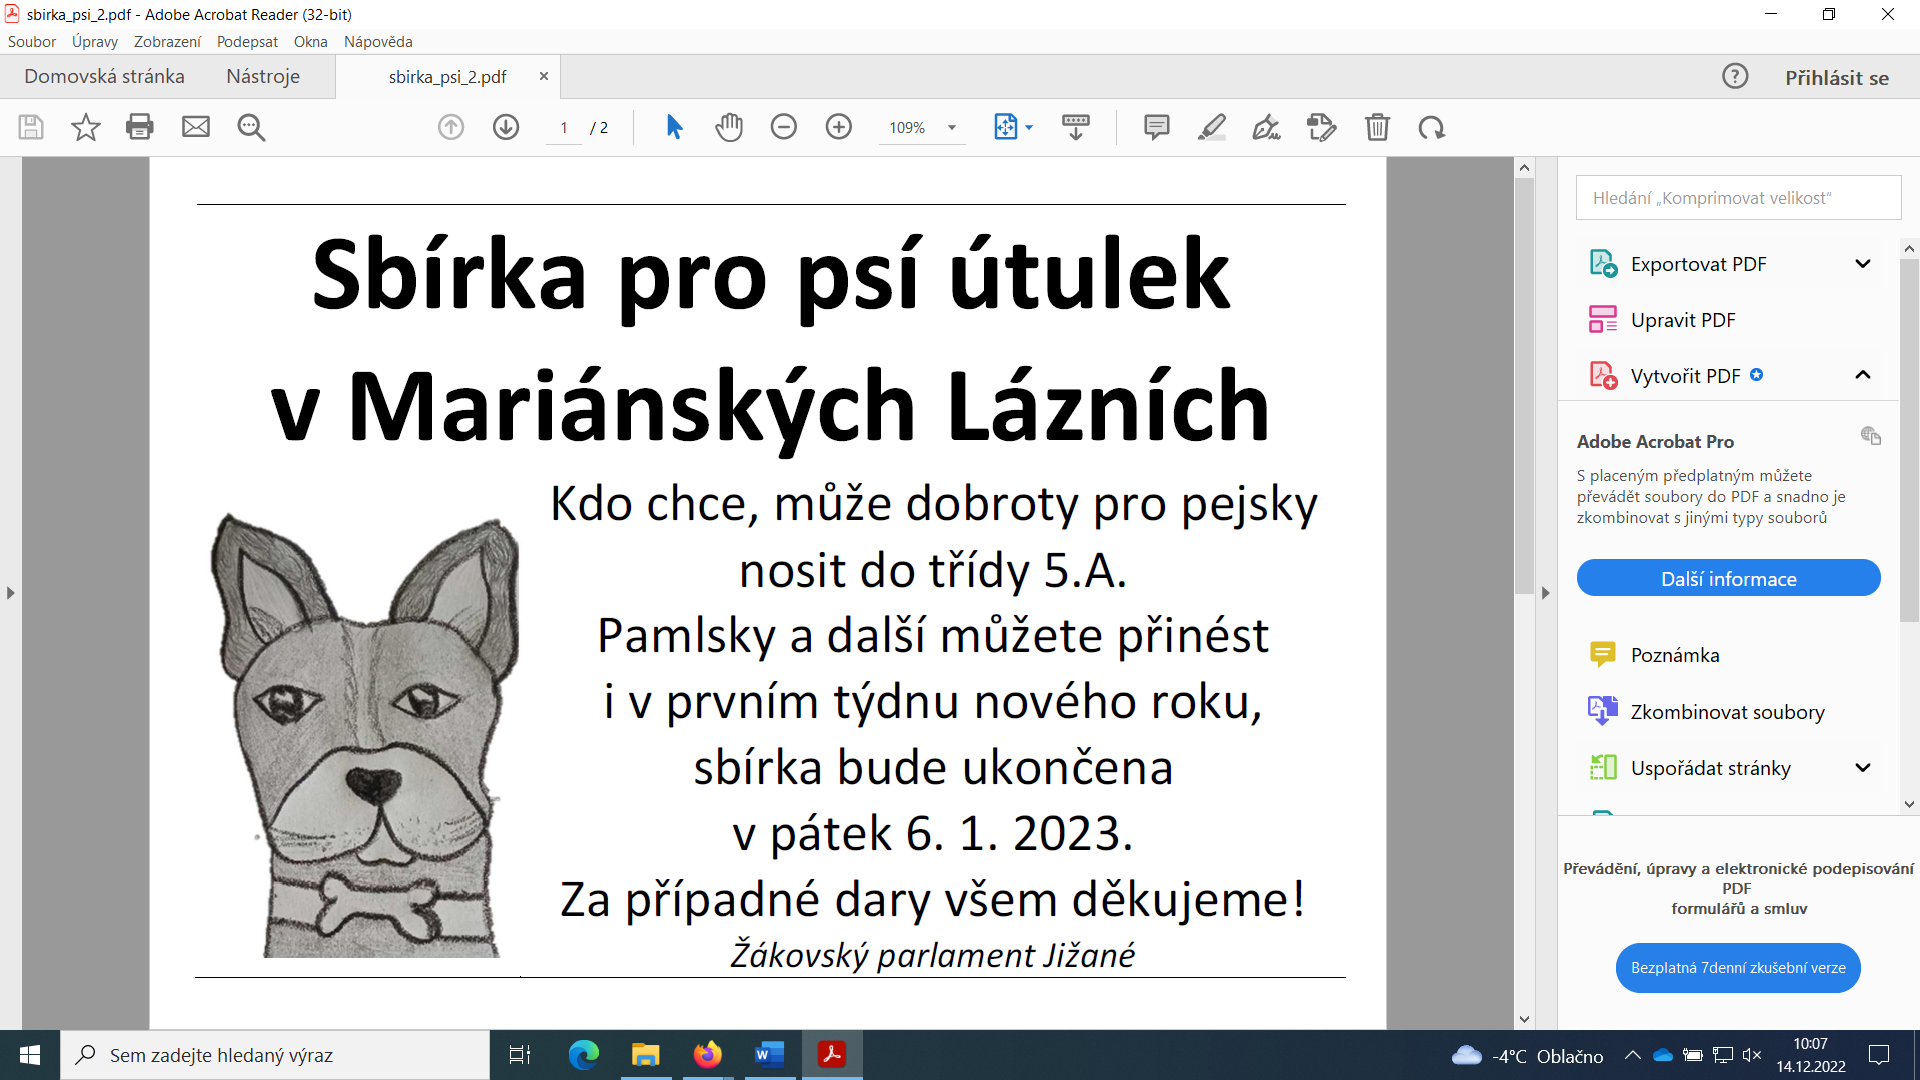 sbirka_psi_2.pdf - Adobe Acrobat Reader (32-bit)
Soubor Úpravy Zobrazení Podepsat Okna Nápověda
Domovská stránka Nástroje sbirka_psi_2.pdf Přihlásit se
1 / 2 109%
Sbírka pro psí útulek
v Mariánských Lázních
Kdo chce, může dobroty pro pejsky
nosit do třídy 5.A.
Pamlsky a další můžete přinést
i v prvním týdnu nového roku,
sbírka bude ukončena
v pátek 6. 1. 2023.
Za případné dary všem děkujeme!
Žákovský parlament Jižané
Hledání „Komprimovat velikost“
Exportovat PDF
Upravit PDF
Vytvořit PDF
Adobe Acrobat Pro
S placeným předplatným můžete
převádět soubory do PDF a snadno je
zkombinovat s jinými typy souborů
Další informace
Poznámka
Zkombinovat soubory
Uspořádat stránky
Převádění, úpravy a elektronické podepisování
PDF
formulářů a smluv
Bezplatná 7denní zkušební verze
Sem zadejte hledaný výraz
-4°C Oblačno
10:07
14.12.2022